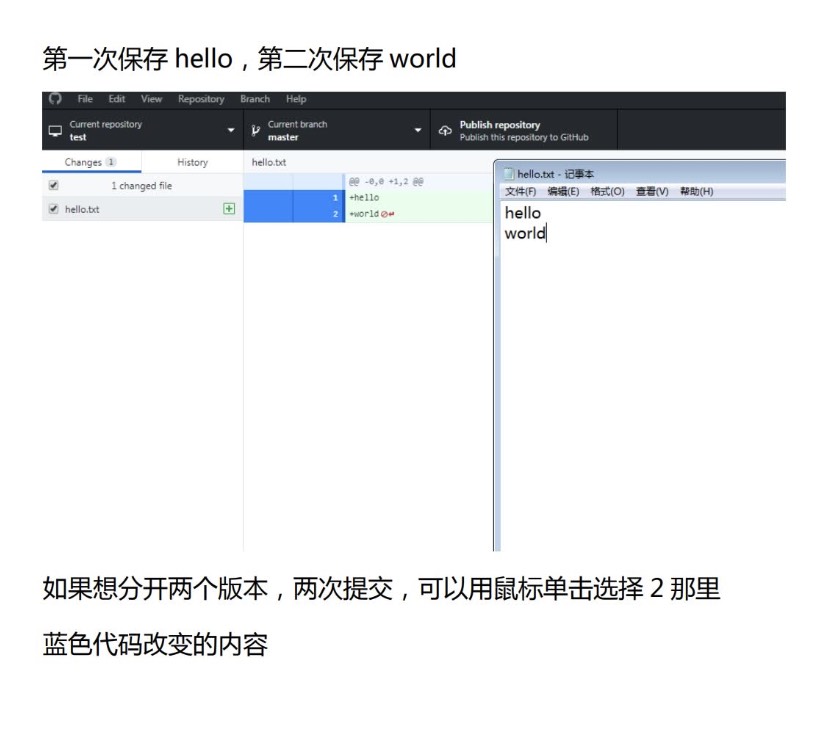 第一次保存 hello，第二次保存 world
File Edit View Repository Branch Help
Current repository
test
Current branch
master
Publish repository
Publish this repository to GitHub
Changes 1 History
hello.txt
1 changed file
hello.txt
@@ -0,0 +1,2 @@
1 +hello
2 +world
hello.txt - 记事本
文件(F) 编辑(E) 格式(O) 查看(V) 帮助(H)
hello
world
如果想分开两个版本，两次提交，可以用鼠标单击选择 2 那里
蓝色代码改变的内容